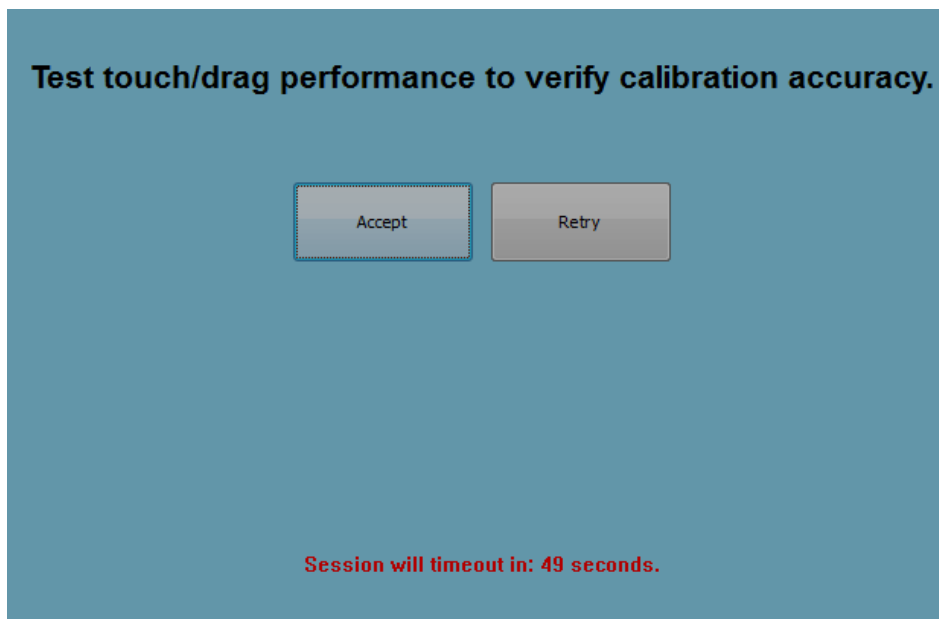 Test touch/drag performance to verify calibration accuracy.
Accept
Retry
Session will timeout in: 49 seconds.